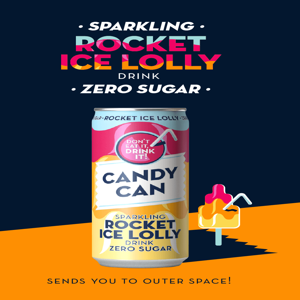 · SPARKLING ·
ROCKET
ICE LOLLY
DRINK
· ZERO SUGAR ·
-ROCKET ICE LOLLY-
DON'T
EAT IT,
DRINK
IT!
CANDY
CAN
SPARKLING
ROCKET
ICE LOLLY
DRINK
ZERO SUGAR
SENDS YOU TO OUTER SPACE!